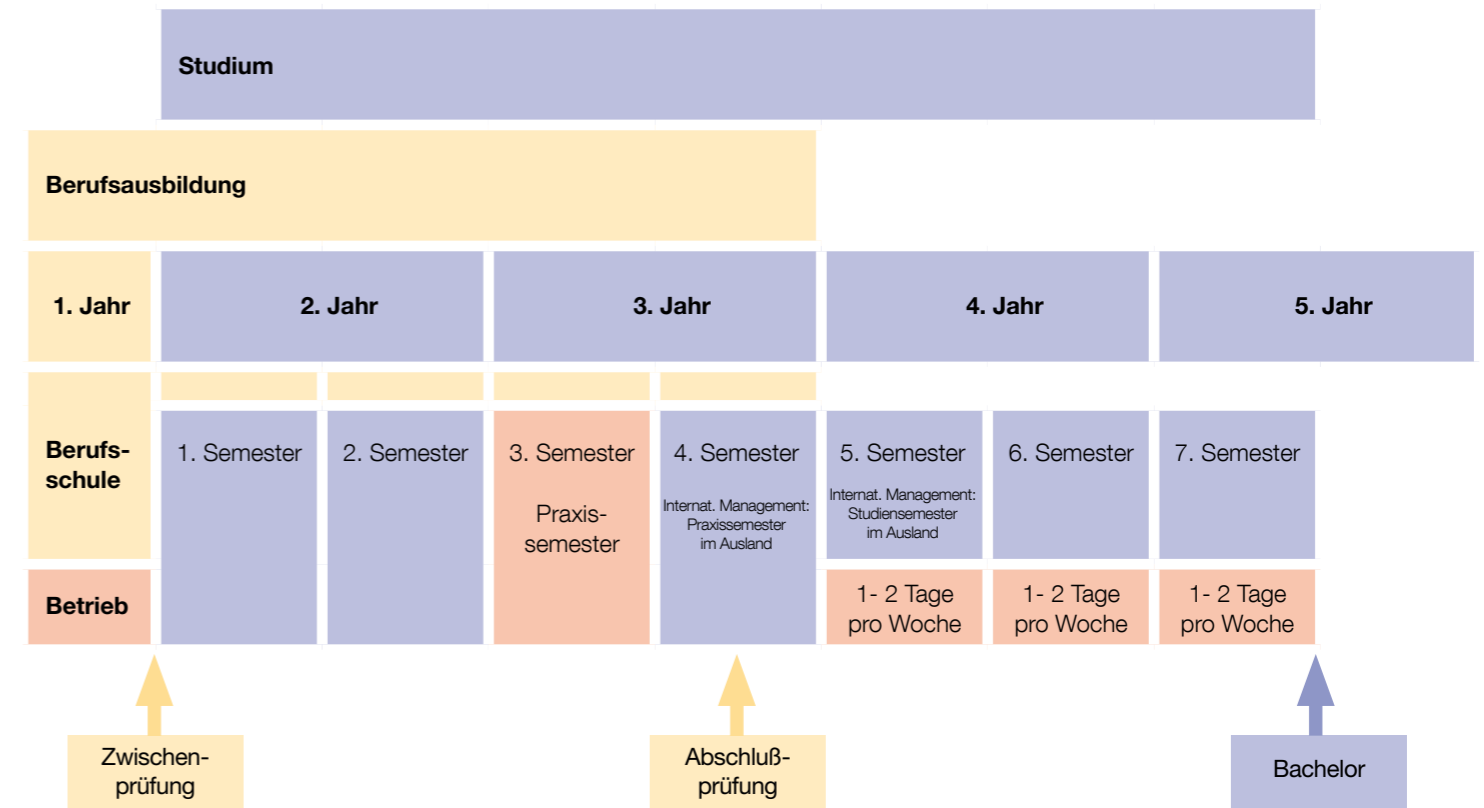 Studium
Berufsausbildung
1. Jahr
2. Jahr
3. Jahr
4. Jahr
5. Jahr
Berufs-
schule
1. Semester
2. Semester
3. Semester
Praxis-
semester
4. Semester
Internat. Management:
Praxissemester
im Ausland
5. Semester
Internat. Management:
Studiensemester
im Ausland
6. Semester
7. Semester
Betrieb
1- 2 Tage
pro Woche
1- 2 Tage
pro Woche
1- 2 Tage
pro Woche
Zwischen-
prüfung
Abschluß-
prüfung
Bachelor